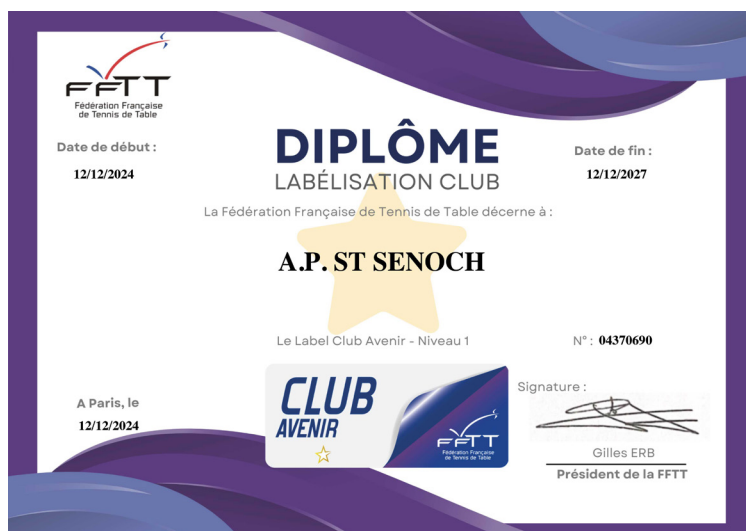 FFTT
Fédération Française
de Tennis de Table
Date de début :
12/12/2024
DIPLÔME
LABÉLISATION CLUB
Date de fin :
12/12/2027
La Fédération Française de Tennis de Table décerne à :
A.P. ST SENOCH
Le Label Club Avenir - Niveau 1
N° : 04370690
A Paris, le
12/12/2024
CLUB
AVENIR
FFTT
Fédération Française
de Tennis de Table
Signature :
Gilles ERB
Président de la FFTT